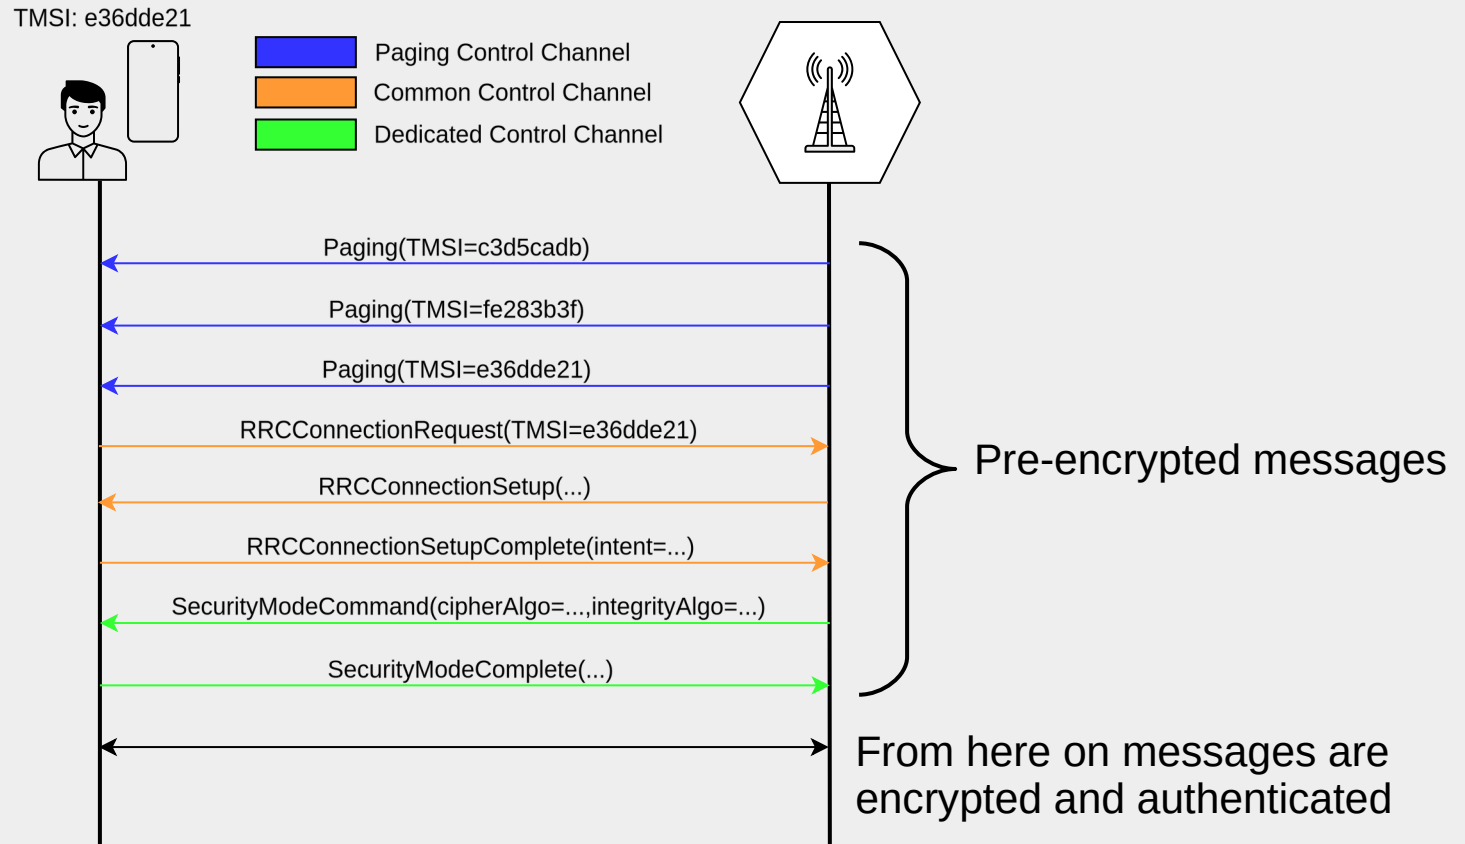 TMSI: e36dde21
Paging Control Channel
Common Control Channel
Dedicated Control Channel
Paging(TMSI=c3d5cadb)
Paging(TMSI=fe283b3f)
Paging(TMSI=e36dde21)
RRCConnectionRequest(TMSI=e36dde21)
RRCConnectionSetup(...)
RRCConnectionSetupComplete(intent=...)
SecurityModeCommand(cipherAlgo=...,integrityAlgo=...)
SecurityModeComplete(...)
Pre-encrypted messages
From here on messages are
encrypted and authenticated